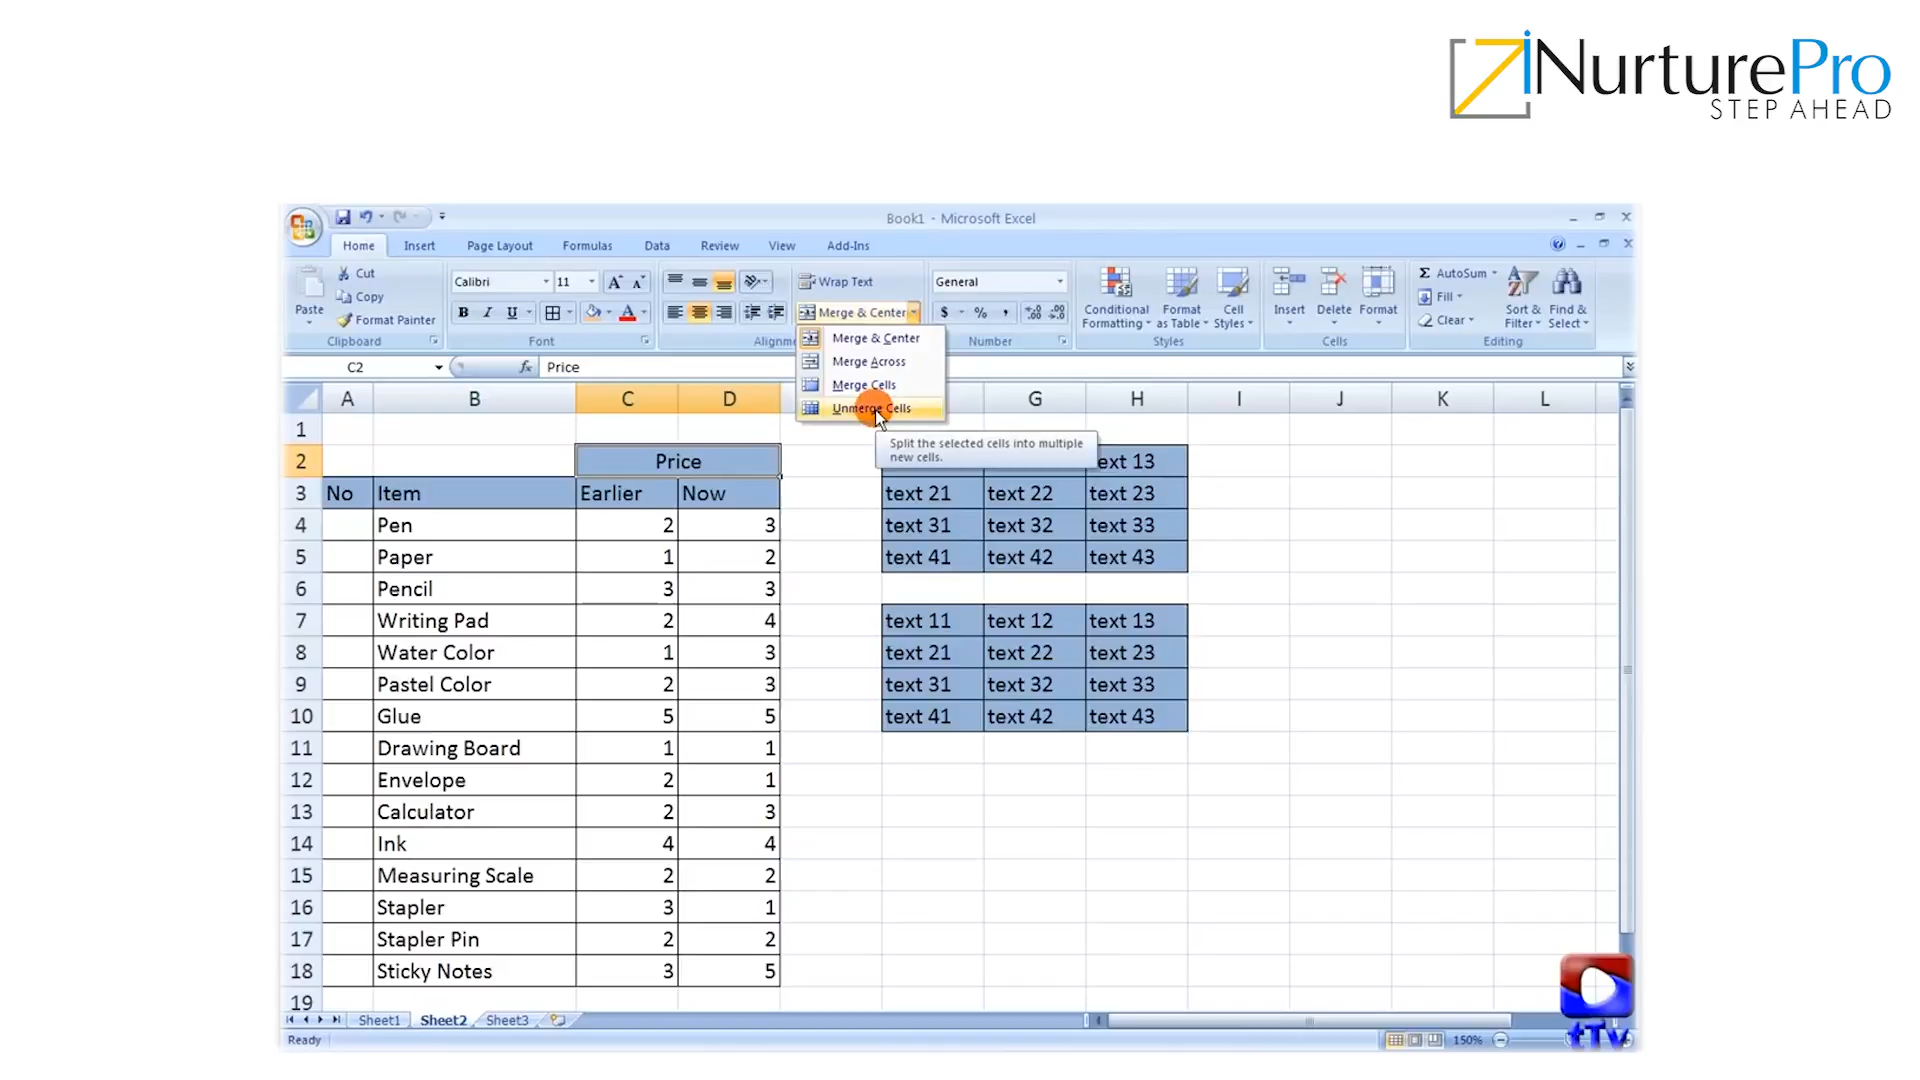 iNurturePro
STEP AHEAD
Book1 - Microsoft Excel
Home Insert Page Layout Formulas Data Review View Add-Ins
Paste
Cut
Copy
Format Painter
Clipboard
Calibri 11
B I U
Font
Wrap Text
Merge & Center
Merge & Center
Merge Across
Merge Cells
Unmerge Cells
Split the selected cells into multiple
new cells.
Alignm
General
$ % ,
Number
Conditional Formatting
Format as Table
Cell Styles
Styles
Insert Delete Format
Cells
Σ AutoSum
Fill
Clear
Sort & Filter
Find & Select
Editing
C2 fx Price
A B C D G H I J K L
1
2 Price ext 13
3 No Item Earlier Now text 21 text 22 text 23
4 Pen 2 3 text 31 text 32 text 33
5 Paper 1 2 text 41 text 42 text 43
6 Pencil 3 3
7 Writing Pad 2 4 text 11 text 12 text 13
8 Water Color 1 3 text 21 text 22 text 23
9 Pastel Color 2 3 text 31 text 32 text 33
10 Glue 5 5 text 41 text 42 text 43
11 Drawing Board 1 1
12 Envelope 2 1
13 Calculator 2 3
14 Ink 4 4
15 Measuring Scale 2 2
16 Stapler 3 1
17 Stapler Pin 2 2
18 Sticky Notes 3 5
19
Sheet1 Sheet2 Sheet3
Ready 150%
tTv